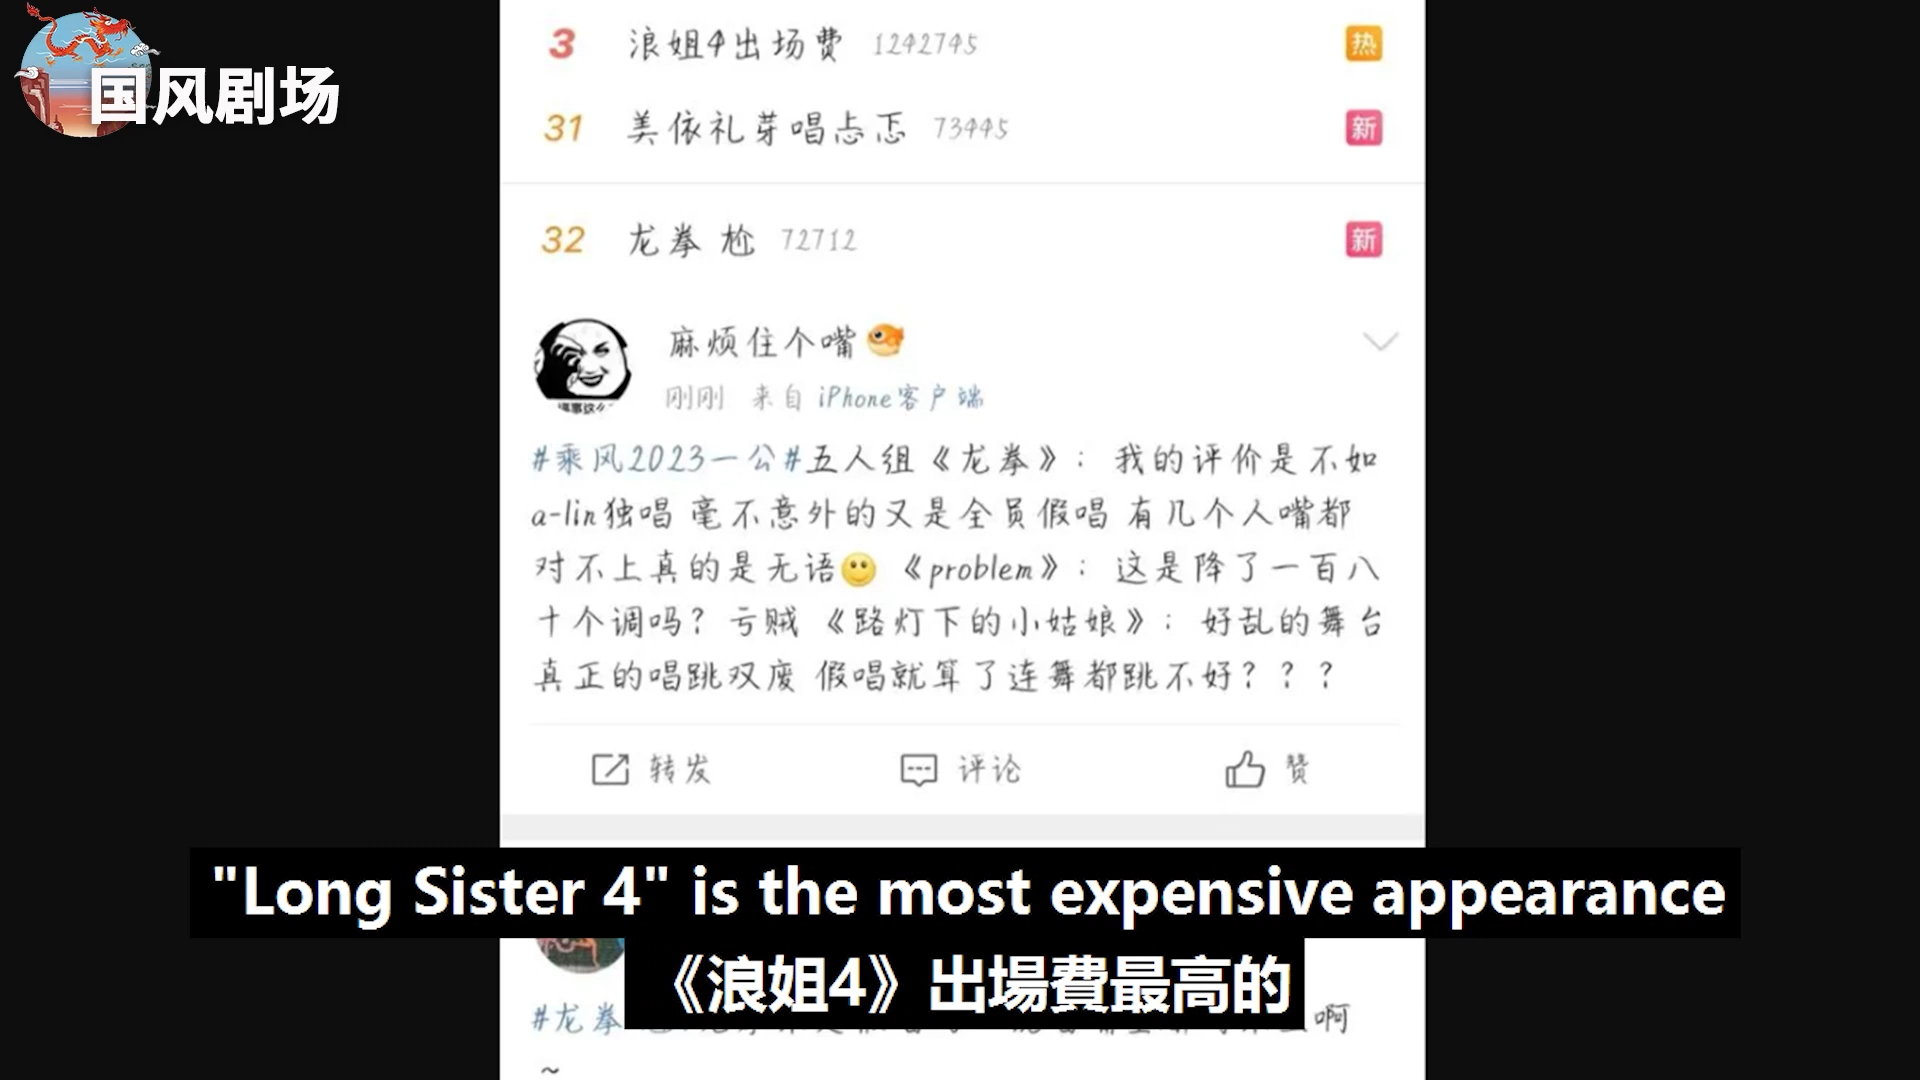 国风剧场
3 浪姐4出场费 1242745 热
31 美依礼芽唱忐忑 73445 新
32 龙拳 尬 72712 新
麻烦住个嘴
刚刚 来自 iPhone客户端
#乘风2023一公#五人组《龙拳》：我的评价是不如
a-lin独唱 毫不意外的又是全员假唱 有几个人嘴都
对不上真的是无语 《problem》：这是降了一百八
十个调吗？亏贼 《路灯下的小姑娘》：好乱的舞台
真正的唱跳双废 假唱就算了连舞都跳不好？？？
转发 评论 赞
"Long Sister 4" is the most expensive appearance
《浪姐4》出場費最高的
#龙拳
啊
~